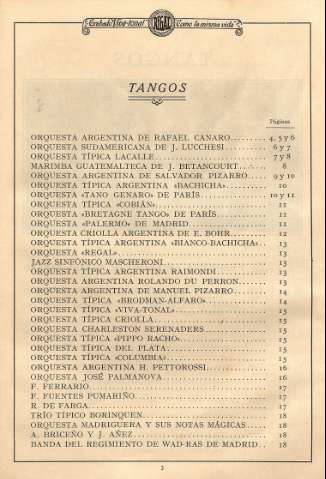 Grabado "Viva-tonal" REGAL "Como la misma vida"
TANGOS
Páginas
ORQUESTA ARGENTINA DE RAFAEL CANARO.......... 4, 5 y 6
ORQUESTA SUDAMERICANA DE J. LUCCHESI.......... 6 y 7
ORQUESTA TÍPICA LACALLE.......... 7 y 8
MARIMBA GUATEMALTECA DE J. BETANCOURT.......... 8
ORQUESTA ARGENTINA DE SALVADOR PIZARRO.......... 9 y 10
ORQUESTA TÍPICA ARGENTINA «BACHICHA».......... 10
ORQUESTA «TANO GENARO» DE PARÍS.......... 10 y 11
ORQUESTA TÍPICA «COBIÁN».......... 11
ORQUESTA «BRETAGNE TANGO» DE PARÍS.......... 11
ORQUESTA «PALERMO» DE MADRID.......... 11
ORQUESTA CRIOLLA ARGENTINA DE E. BOHR.......... 12
ORQUESTA TÍPICA ARGENTINA «BIANCO-BACHICHA».. 13
ORQUESTA «REGAL».......... 13
JAZZ SINFÓNICO MASCHERONI.......... 13
ORQUESTA TÍPICA ARGENTINA RAIMONDI.......... 13
ORQUESTA ARGENTINA ROLANDO DU PERRON.......... 13
ORQUESTA ARGENTINA DE MANUEL PIZARRO.......... 14
ORQUESTA TÍPICA «BRODMAN-ALFARO».......... 14
ORQUESTA TÍPICA «VIVA-TONAL».......... 15
ORQUESTA TÍPICA CRIOLLA.......... 15
ORQUESTA CHARLESTON SERENADERS.......... 15
ORQUESTA TÍPICA «PIPPO RACHO».......... 15
ORQUESTA TÍPICA DEL PLATA.......... 15
ORQUESTA TÍPICA «COLUMBIA».......... 15
ORQUESTA ARGENTINA H. PETTOROSSI.......... 16
ORQUESTA JOSÉ PALMANOVA.......... 16
F. FERRARIO.......... 17
F. FUENTES PUMARIÑO.......... 17
R. DE FARGA.......... 17
TRÍO TÍPICO BORINQUEN.......... 18
ORQUESTA MADRIGUERA Y SUS NOTAS MÁGICAS.......... 18
A. BRICEÑO Y J. AÑEZ.......... 18
BANDA DEL REGIMIENTO DE WAD-RAS DE MADRID.......... 18
3